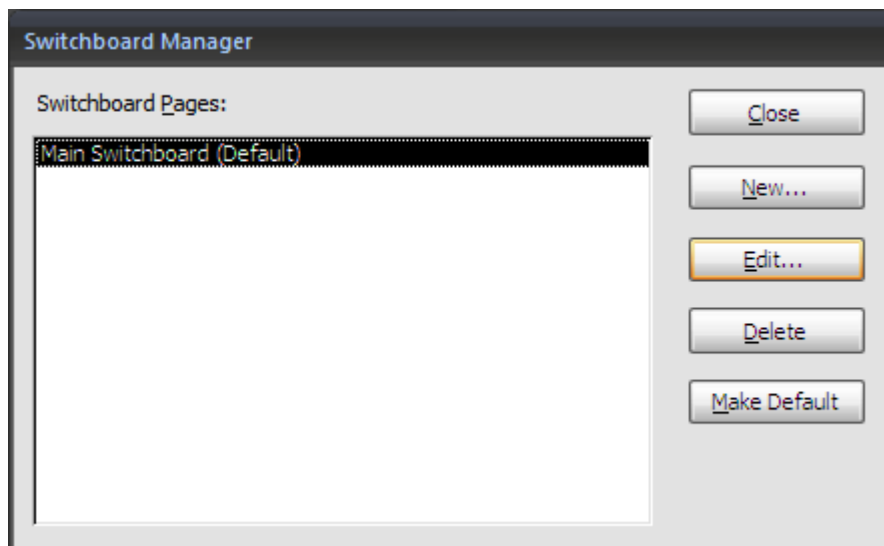 Switchboard Manager
Switchboard Pages:
Main Switchboard (Default)
Close
New...
Edit...
Delete
Make Default